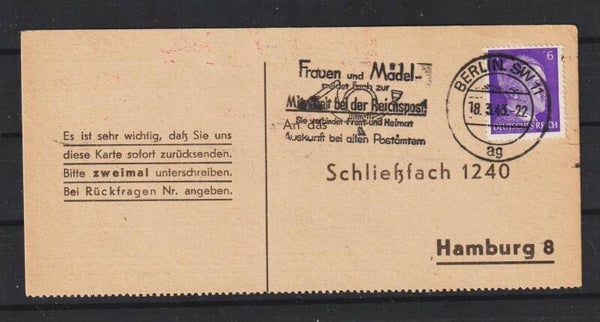 Frauen und Mädel-
meldet Euch zur
Mitarbeit bei der Reichspost
Sie verbindet Front und Heimat
An das
Auskunft bei allen Postämtern
BERLIN SW 11
18.3.43.-22
ag
6
DEUTSCHES REICH
Es ist sehr wichtig, daß Sie uns
diese Karte sofort zurücksenden.
Bitte zweimal unterschreiben.
Bei Rückfragen Nr. angeben.
Schließfach 1240
Hamburg 8